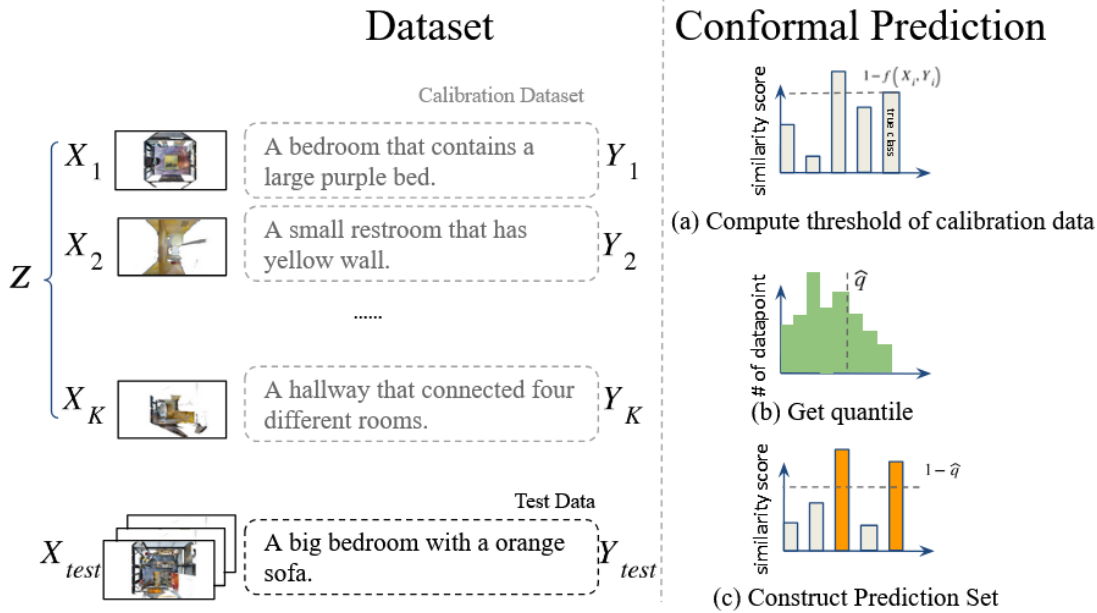 Dataset
Calibration Dataset
Z
X1
A bedroom that contains a
large purple bed.
Y1
X2
A small restroom that has
yellow wall.
Y2
......
XK
A hallway that connected four
different rooms.
YK
Test Data
Xtest
A big bedroom with a orange
sofa.
Ytest
Conformal Prediction
similarity score
1−f(Xi,Yi)
true class
(a) Compute threshold of calibration data
# of datapoint
q̂
(b) Get quantile
similarity score
1−q̂
(c) Construct Prediction Set